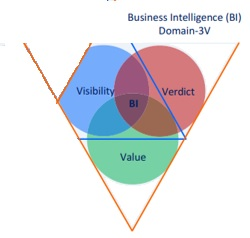 Business Intelligence (BI)
Domain-3V
Visibility
Verdict
BI
Value